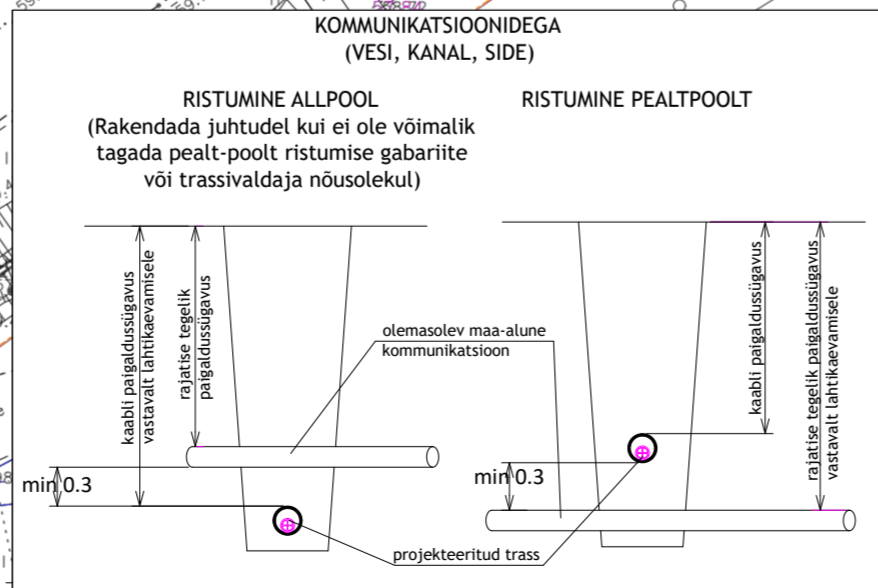 KOMMUNIKATSIOONIDEGA
(VESI, KANAL, SIDE)
RISTUMINE ALLPOOL
(Rakendada juhtudel kui ei ole võimalik
tagada pealt-poolt ristumise gabariite
või trassivaldaja nõusolekul)
RISTUMINE PEALTPOOLT
kaabli paigaldussügavus
vastavalt lahtikaevamisele
rajatise tegelik
paigaldussügavus
olemasolev maa-alune
kommunikatsioon
kaabli paigaldussügavus
rajatise tegelik paigaldussügavus
vastavalt lahtikaevamisele
min 0.3
min 0.3
projekteeritud trass